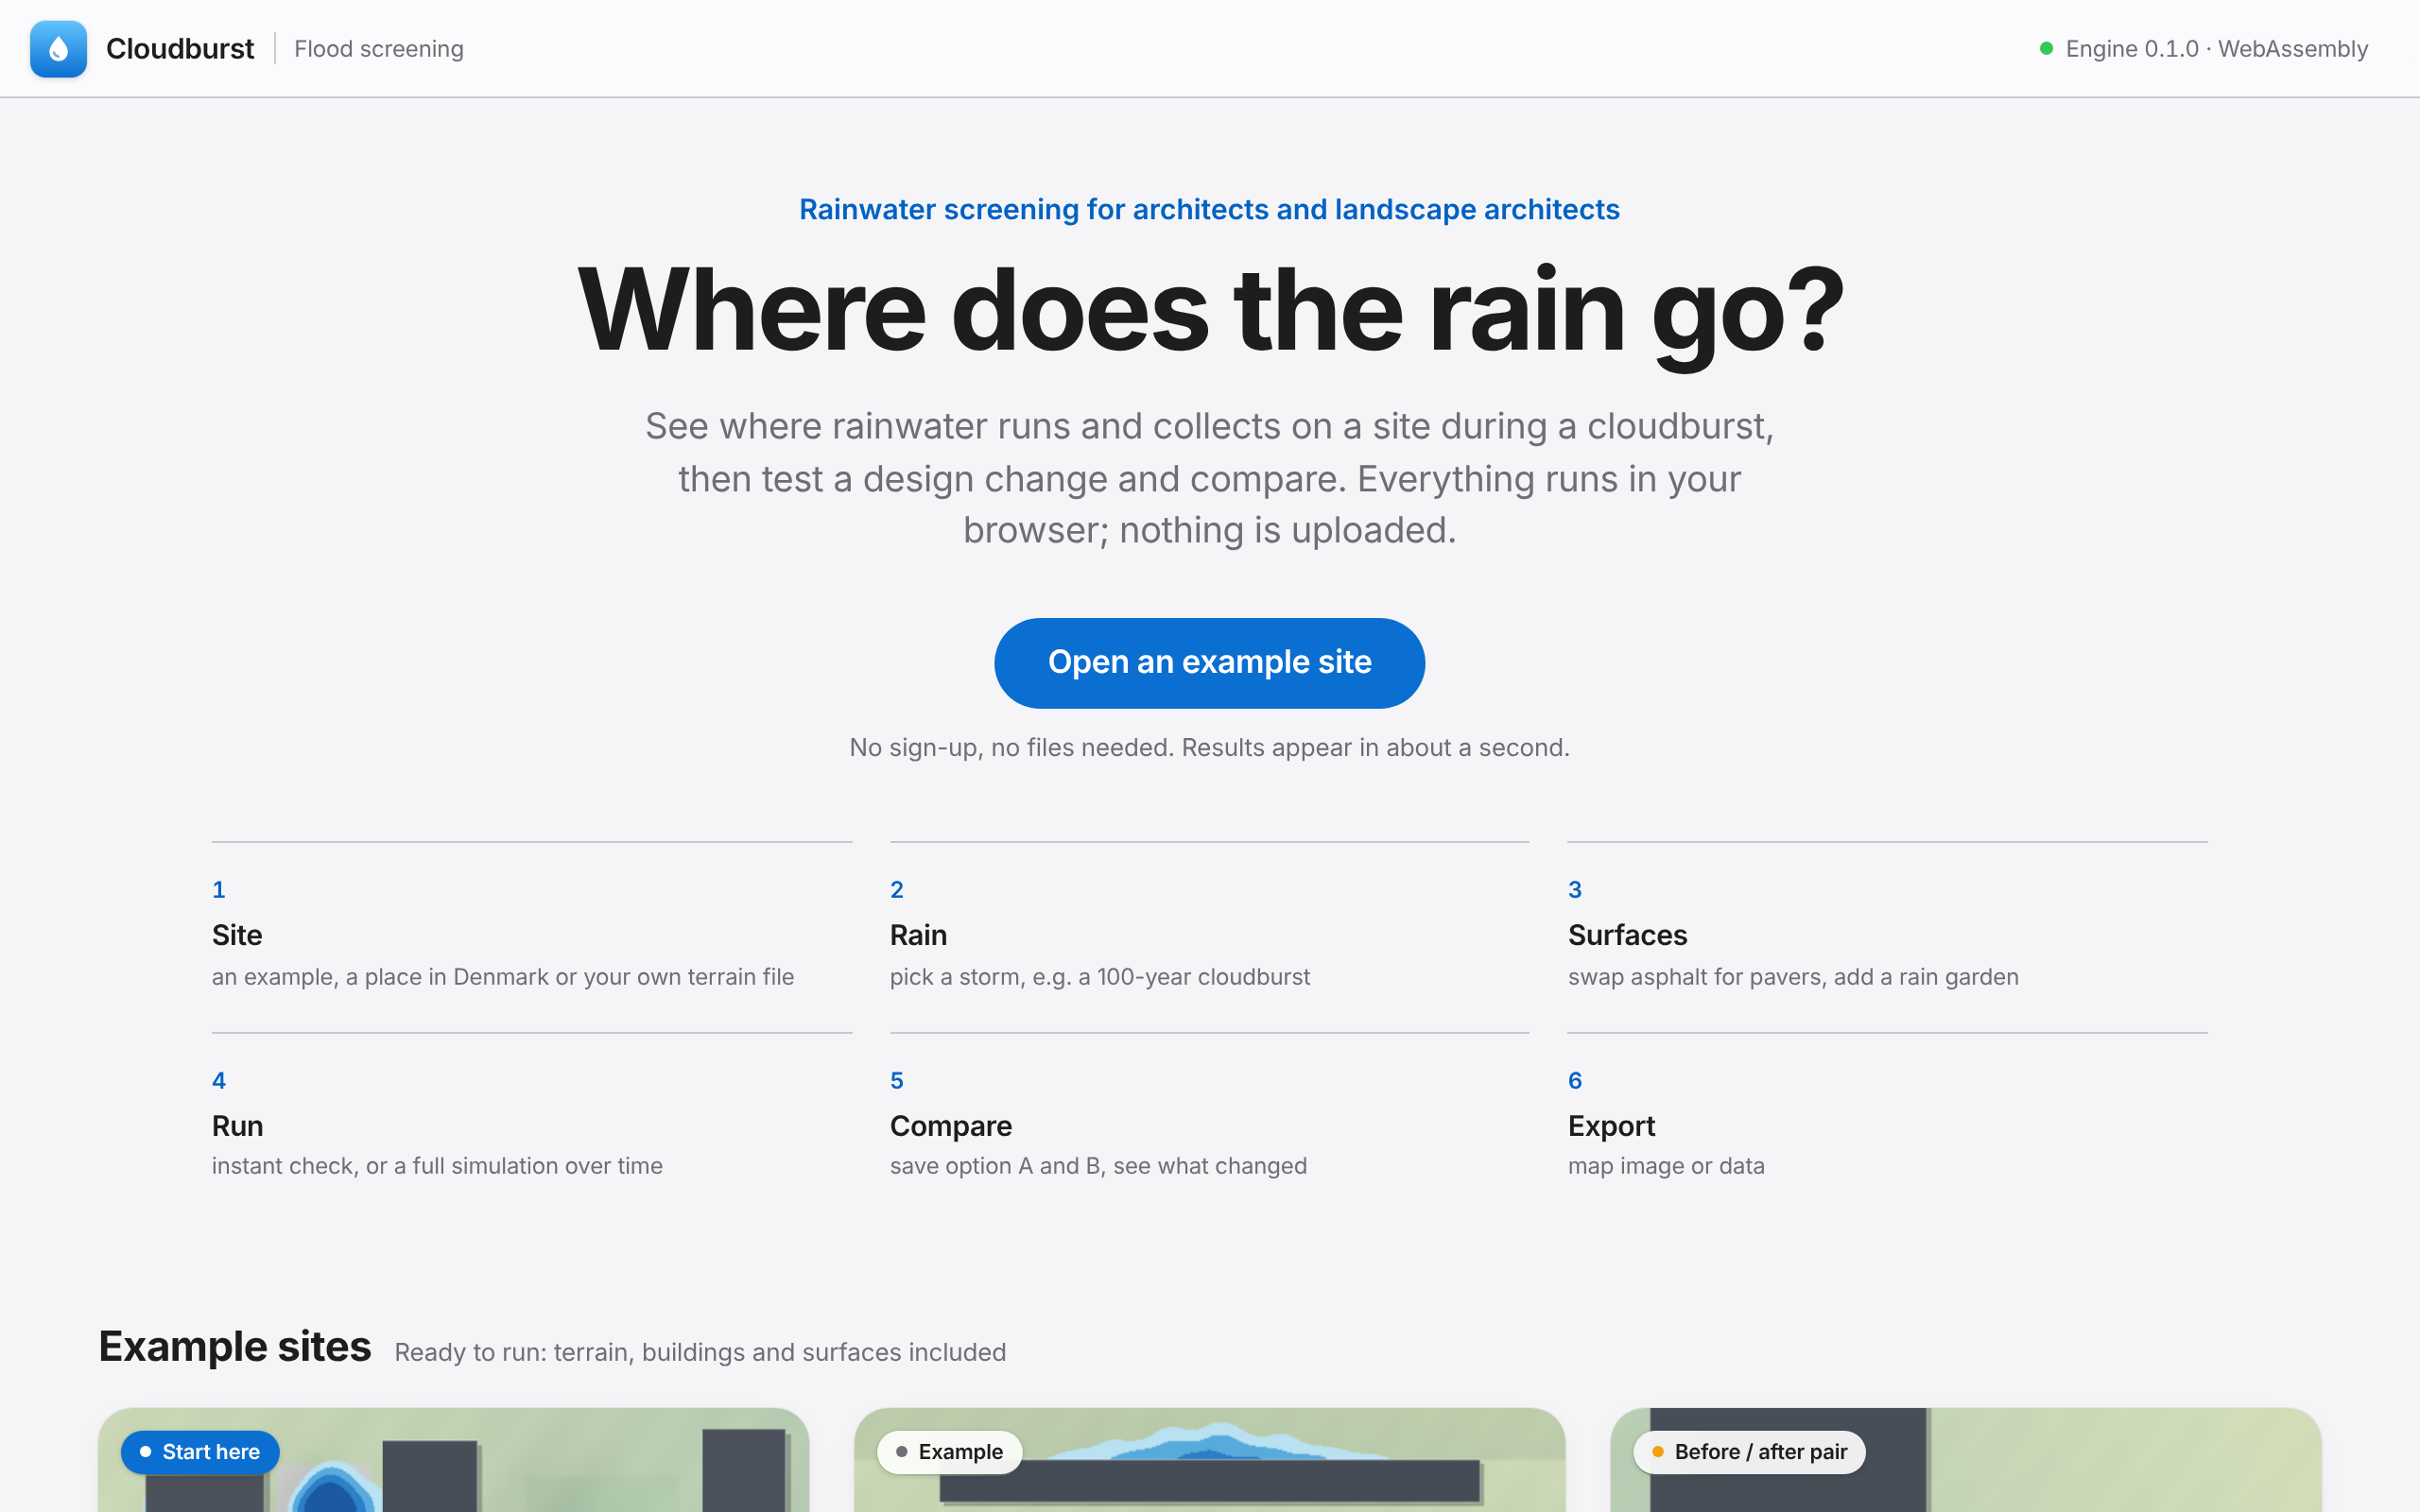 Cloudburst
Flood screening
Engine 0.1.0 · WebAssembly
Rainwater screening for architects and landscape architects
Where does the rain go?
See where rainwater runs and collects on a site during a cloudburst,
then test a design change and compare. Everything runs in your
browser; nothing is uploaded.
Open an example site
No sign-up, no files needed. Results appear in about a second.
1
Site
an example, a place in Denmark or your own terrain file
2
Rain
pick a storm, e.g. a 100-year cloudburst
3
Surfaces
swap asphalt for pavers, add a rain garden
4
Run
instant check, or a full simulation over time
5
Compare
save option A and B, see what changed
6
Export
map image or data
Example sites
Ready to run: terrain, buildings and surfaces included
Start here
Example
Before / after pair